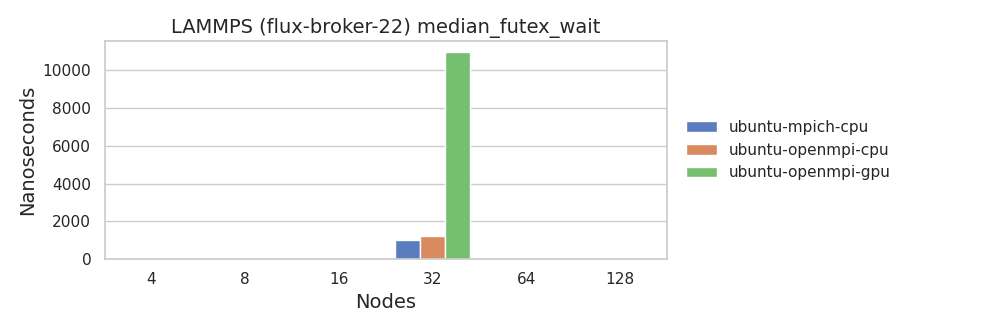 LAMMPS (flux-broker-22) median_futex_wait
Nanoseconds
10000
8000
6000
4000
2000
0
4 8 16 32 64 128
Nodes
ubuntu-mpich-cpu
ubuntu-openmpi-cpu
ubuntu-openmpi-gpu